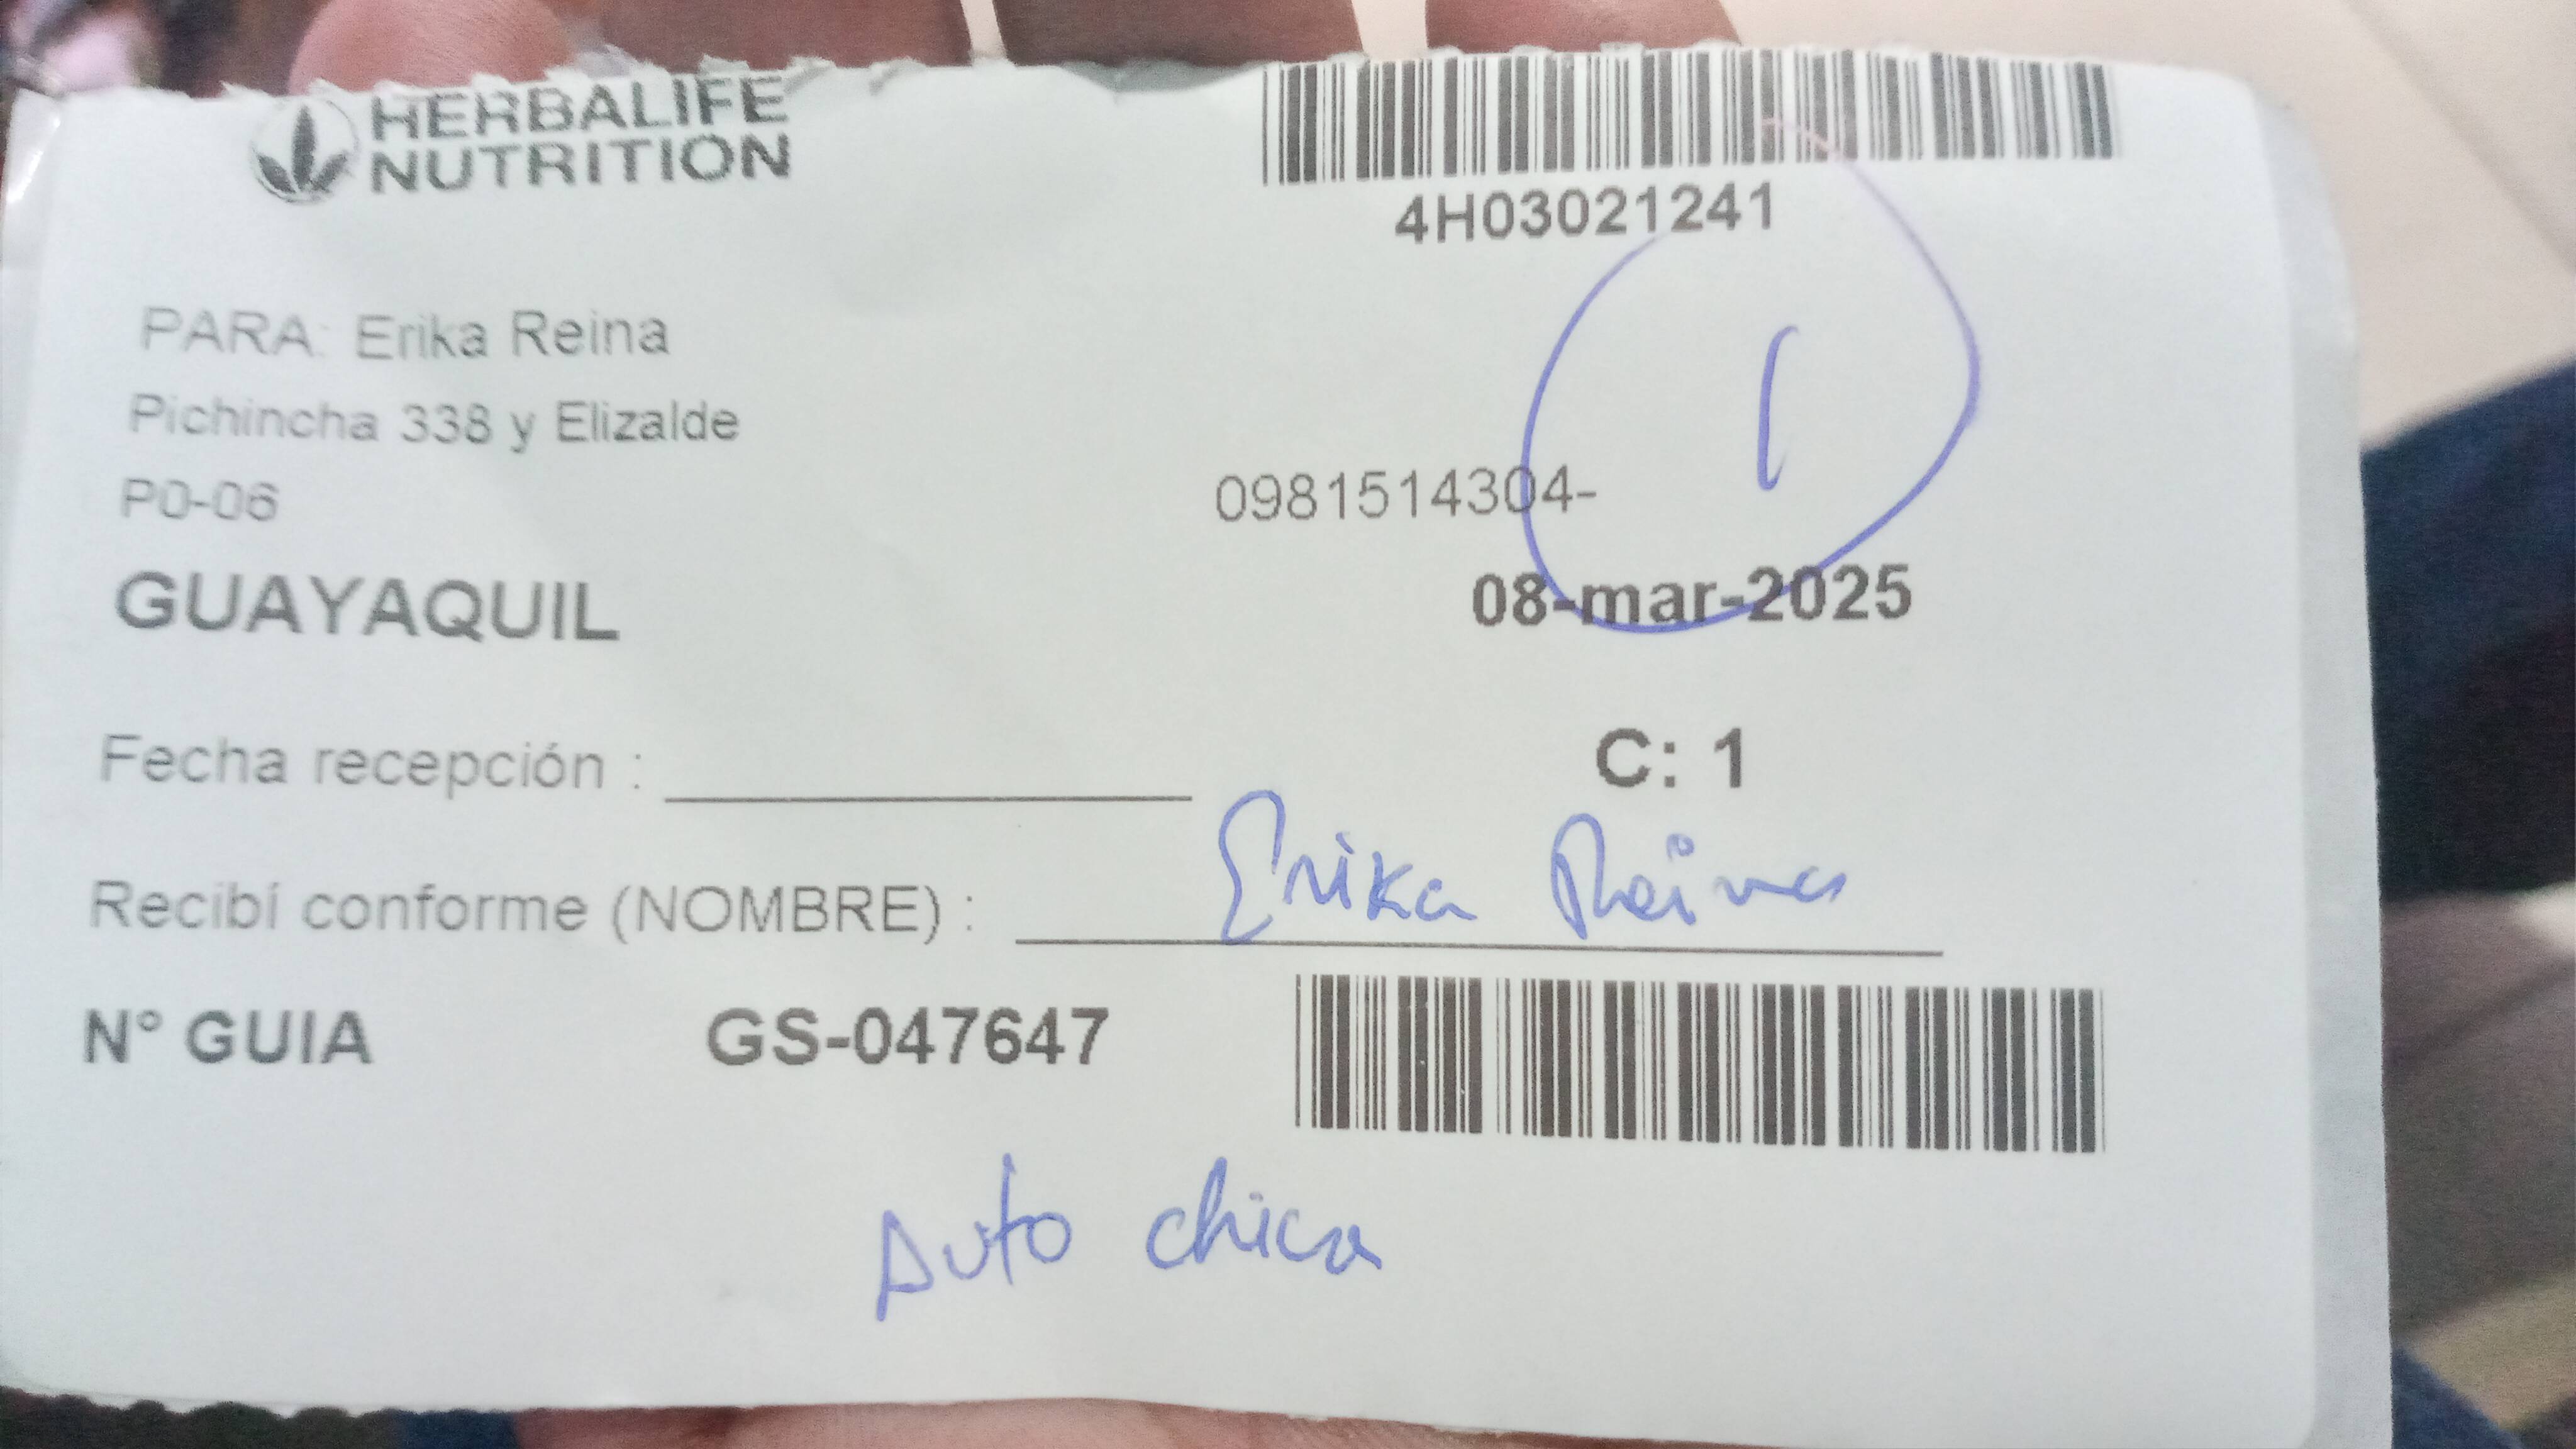 HERBALIFE
NUTRITION
4H03021241
PARA: Erika Reina
Pichincha 338 y Elizalde
P0-06
0981514304-
1
GUAYAQUIL
08-mar-2025
Fecha recepción :
C: 1
Recibí conforme (NOMBRE) : Erika Reina
N° GUIA GS-047647
Auto chica